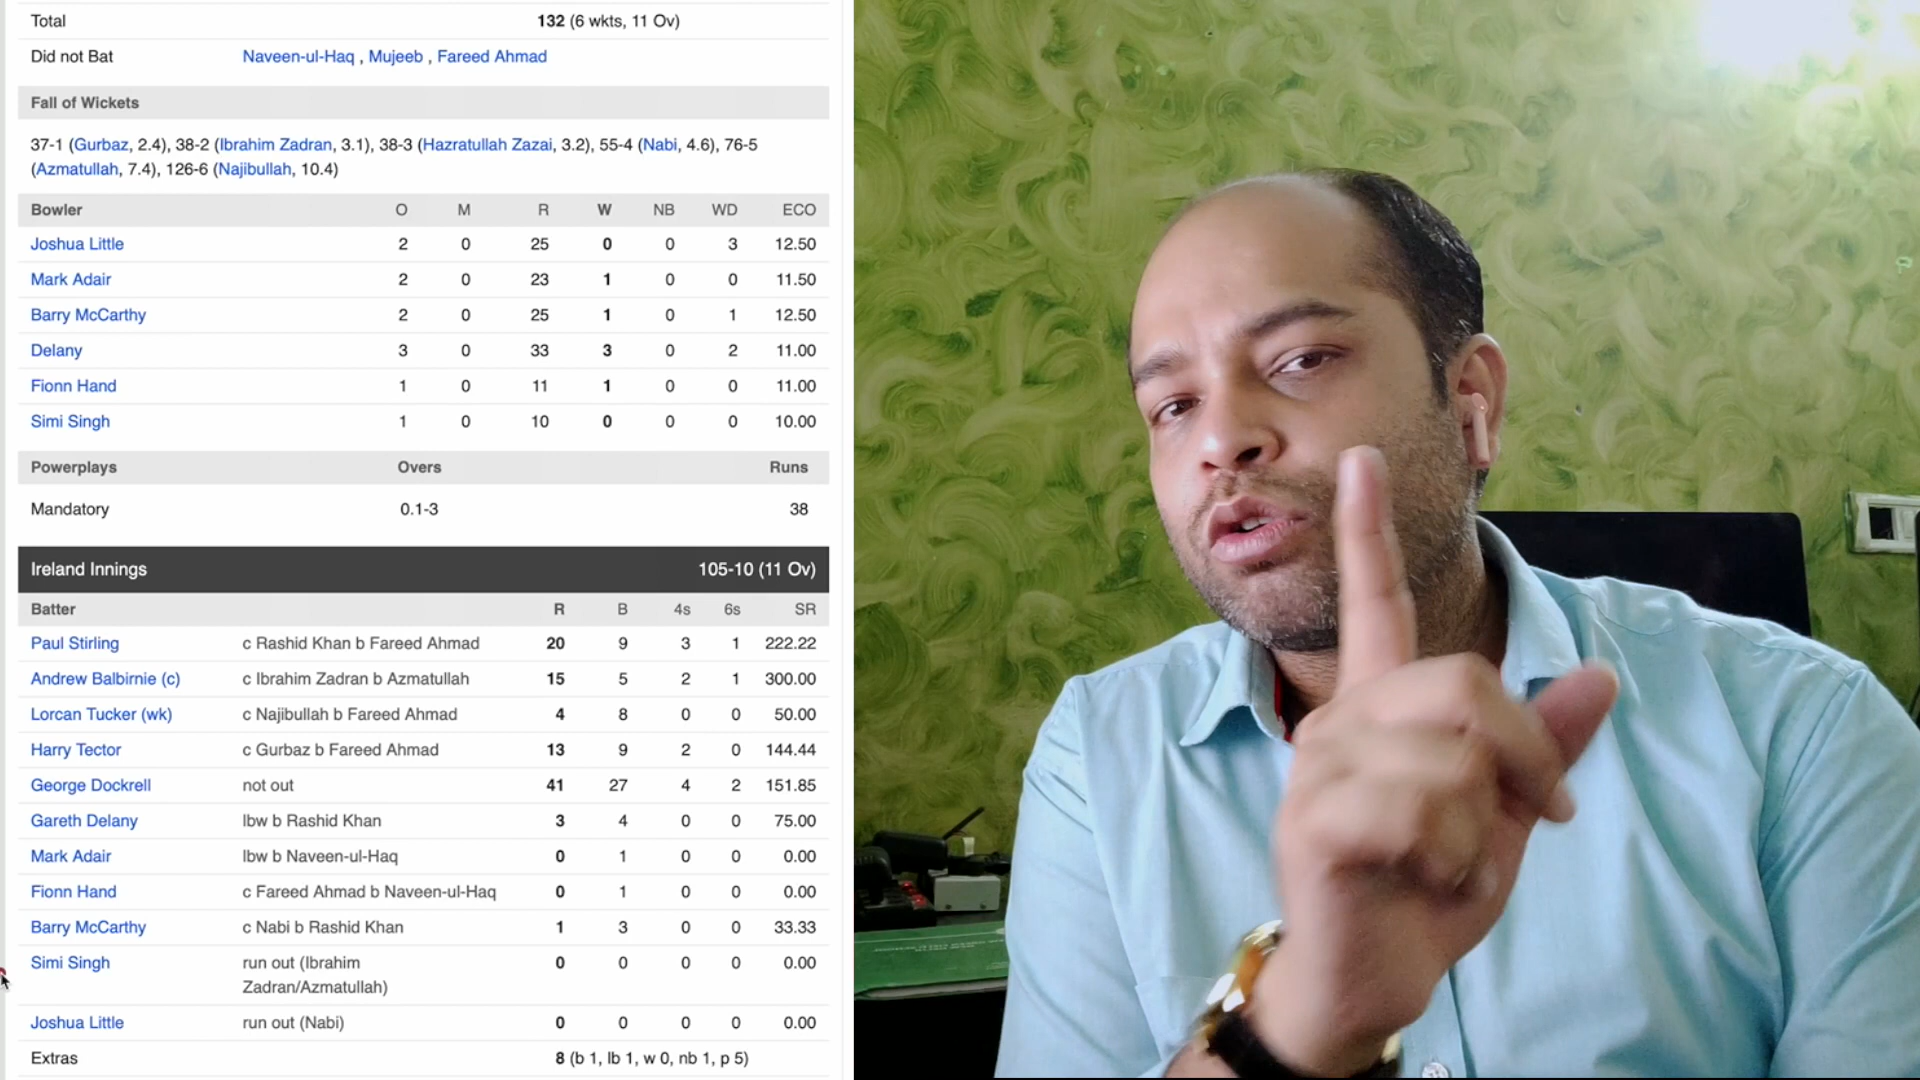 Total 132 (6 wkts, 11 Ov)
Did not Bat Naveen-ul-Haq , Mujeeb , Fareed Ahmad
Fall of Wickets
37-1 (Gurbaz, 2.4), 38-2 (Ibrahim Zadran, 3.1), 38-3 (Hazratullah Zazai, 3.2), 55-4 (Nabi, 4.6), 76-5
(Azmatullah, 7.4), 126-6 (Najibullah, 10.4)
Bowler O M R W NB WD ECO
Joshua Little 2 0 25 0 0 3 12.50
Mark Adair 2 0 23 1 0 0 11.50
Barry McCarthy 2 0 25 1 0 1 12.50
Delany 3 0 33 3 0 2 11.00
Fionn Hand 1 0 11 1 0 0 11.00
Simi Singh 1 0 10 0 0 0 10.00
Powerplays Overs Runs
Mandatory 0.1-3 38
Ireland Innings 105-10 (11 Ov)
Batter R B 4s 6s SR
Paul Stirling c Rashid Khan b Fareed Ahmad 20 9 3 1 222.22
Andrew Balbirnie (c) c Ibrahim Zadran b Azmatullah 15 5 2 1 300.00
Lorcan Tucker (wk) c Najibullah b Fareed Ahmad 4 8 0 0 50.00
Harry Tector c Gurbaz b Fareed Ahmad 13 9 2 0 144.44
George Dockrell not out 41 27 4 2 151.85
Gareth Delany lbw b Rashid Khan 3 4 0 0 75.00
Mark Adair lbw b Naveen-ul-Haq 0 1 0 0 0.00
Fionn Hand c Fareed Ahmad b Naveen-ul-Haq 0 1 0 0 0.00
Barry McCarthy c Nabi b Rashid Khan 1 3 0 0 33.33
Simi Singh run out (Ibrahim 0 0 0 0 0.00
Zadran/Azmatullah)
Joshua Little run out (Nabi) 0 0 0 0 0.00
Extras 8 (b 1, lb 1, w 0, nb 1, p 5)